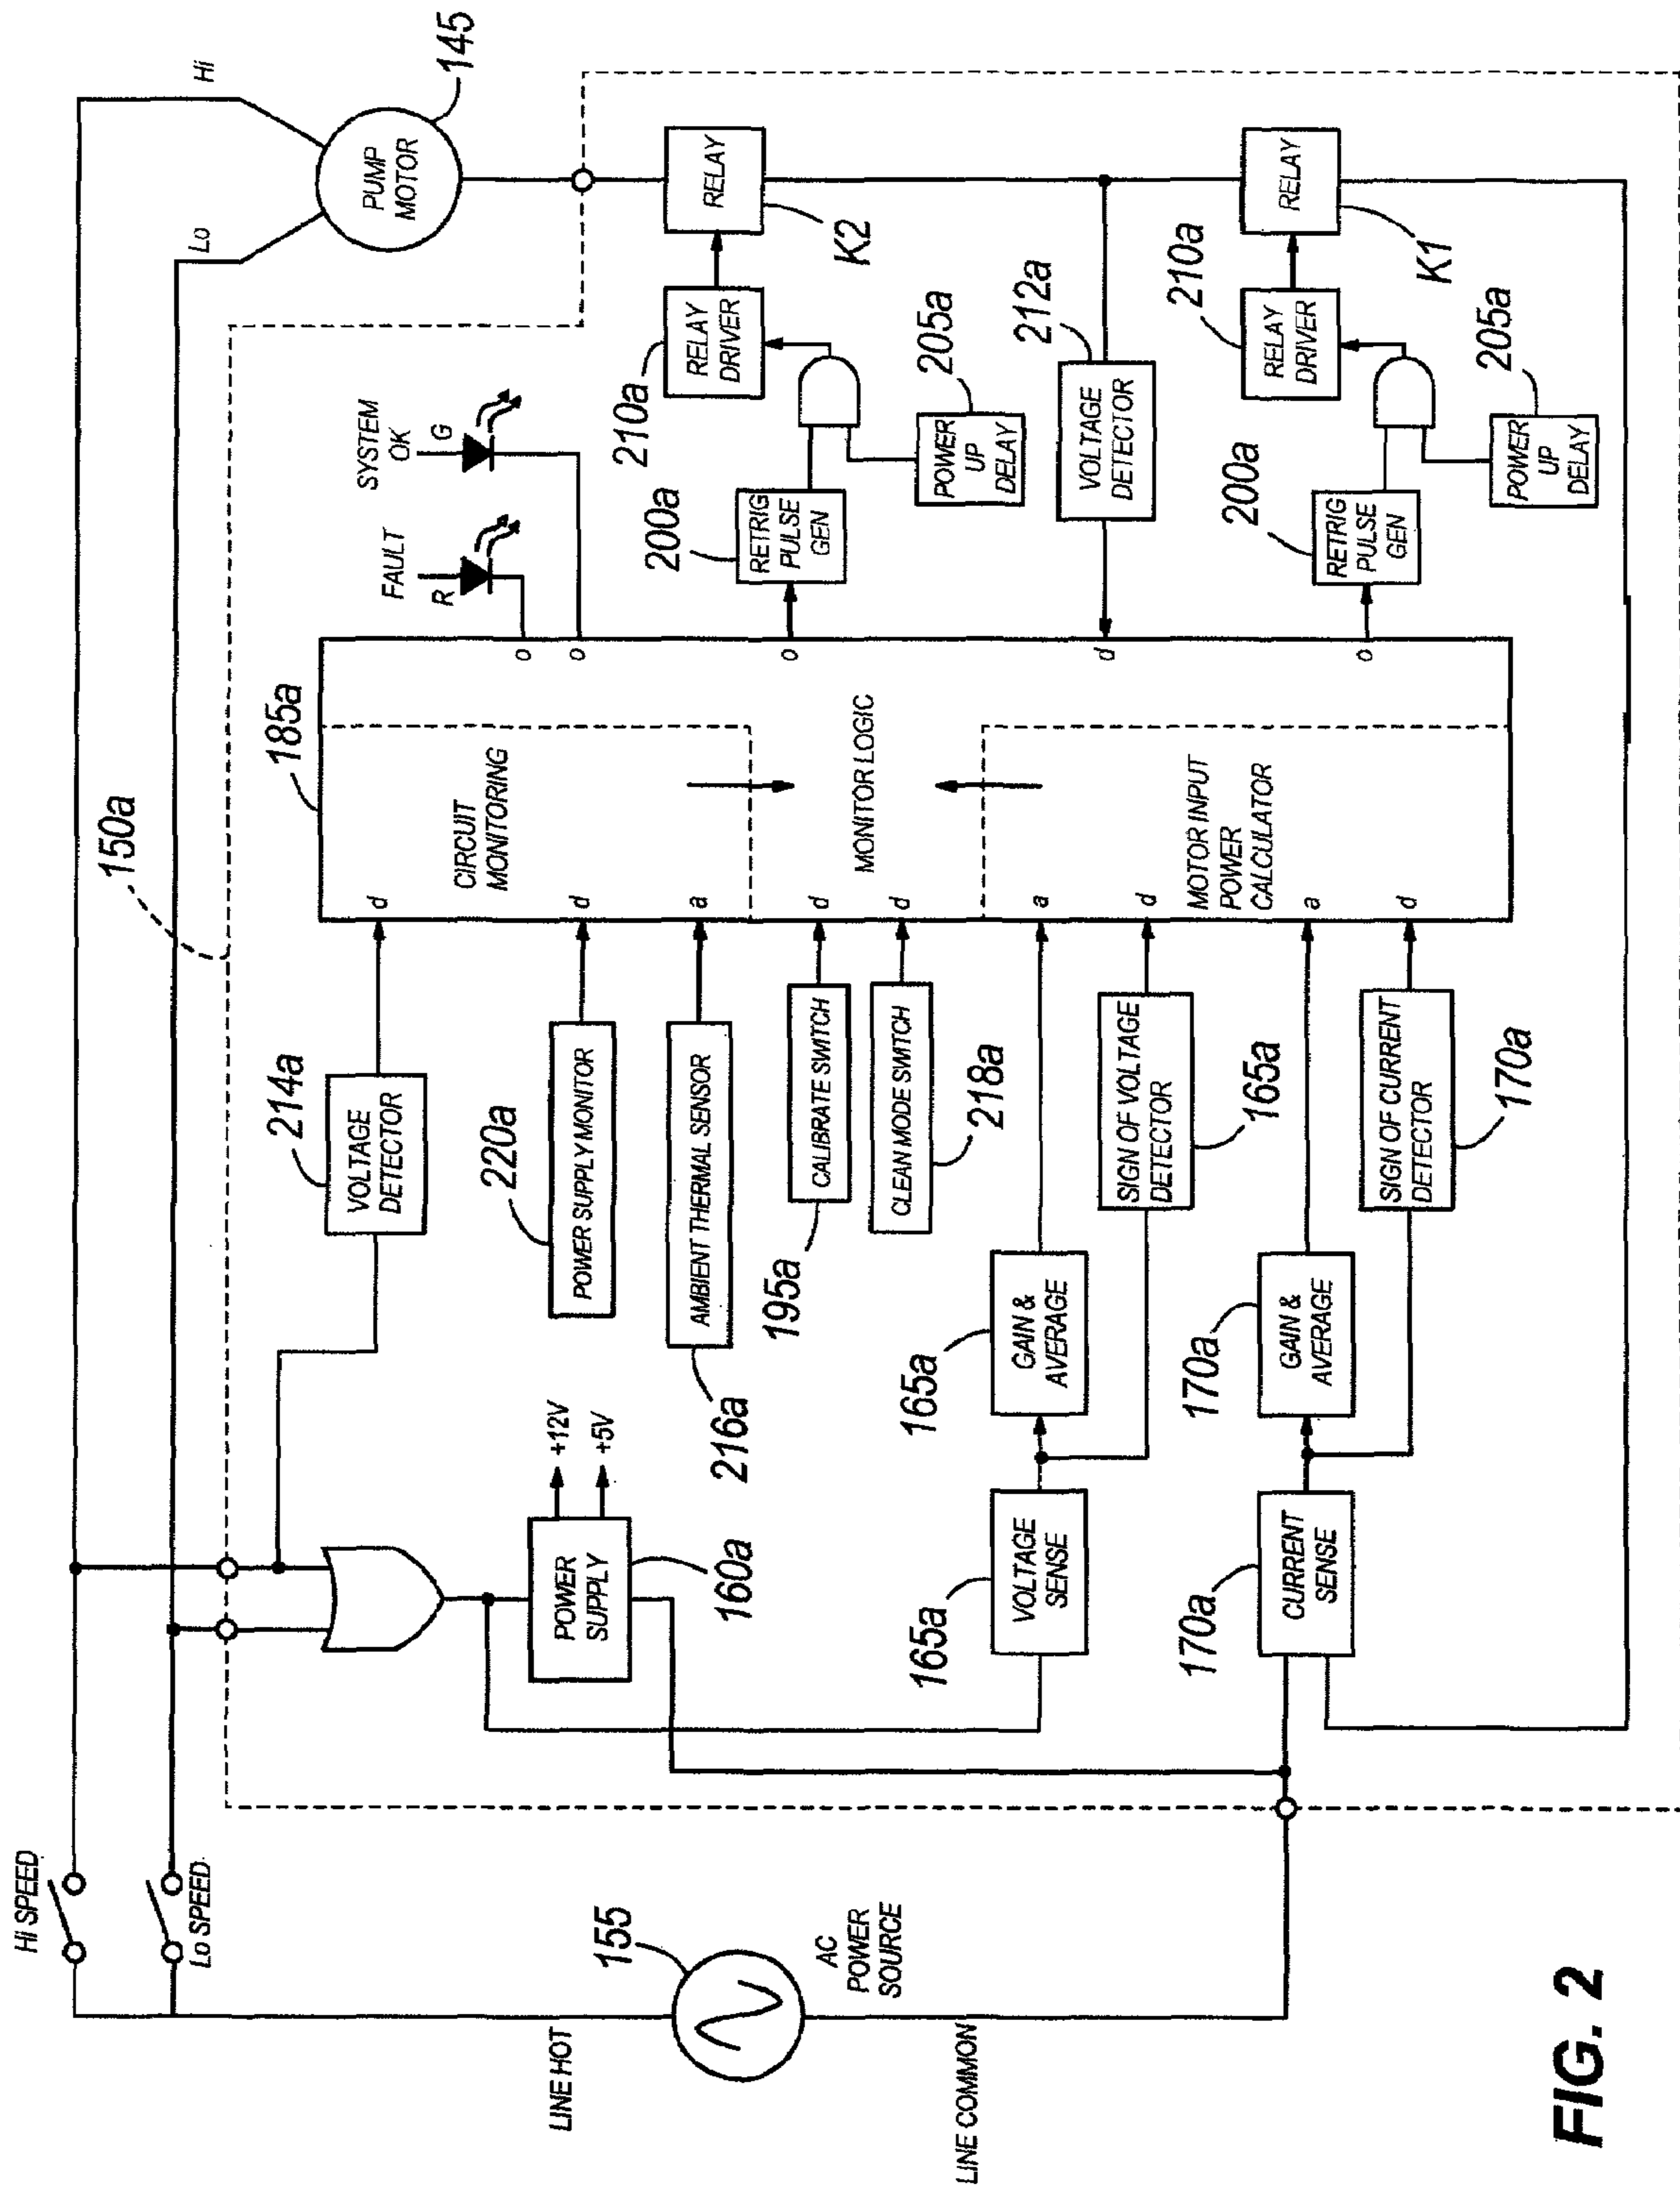 Hi SPEED
Lo SPEED
LINE HOT
155
AC
POWER
SOURCE
LINE COMMON
150a
Hi
Lo
PUMP
MOTOR
145
214a
VOLTAGE
DETECTOR
220a
POWER SUPPLY MONITOR
AMBIENT THERMAL SENSOR
216a
POWER
SUPPLY
160a
+12V
+5V
195a
CALIBRATE SWITCH
CLEAN MODE SWITCH
218a
165a
VOLTAGE
SENSE
165a
GAIN &
AVERAGE
SIGN OF VOLTAGE
DETECTOR
165a
170a
CURRENT
SENSE
170a
GAIN &
AVERAGE
SIGN OF CURRENT
DETECTOR
170a
185a
d
d
a
CIRCUIT
MONITORING
d
d
MONITOR LOGIC
a
d
MOTOR INPUT
POWER
CALCULATOR
a
d
o
o
o
d
o
FAULT
R
SYSTEM
OK
G
200a
RETRIG
PULSE
GEN
POWER
UP
DELAY
205a
210a
RELAY
DRIVER
RELAY
K2
VOLTAGE
DETECTOR
212a
200a
RETRIG
PULSE
GEN
POWER
UP
DELAY
205a
210a
RELAY
DRIVER
RELAY
K1
FIG. 2